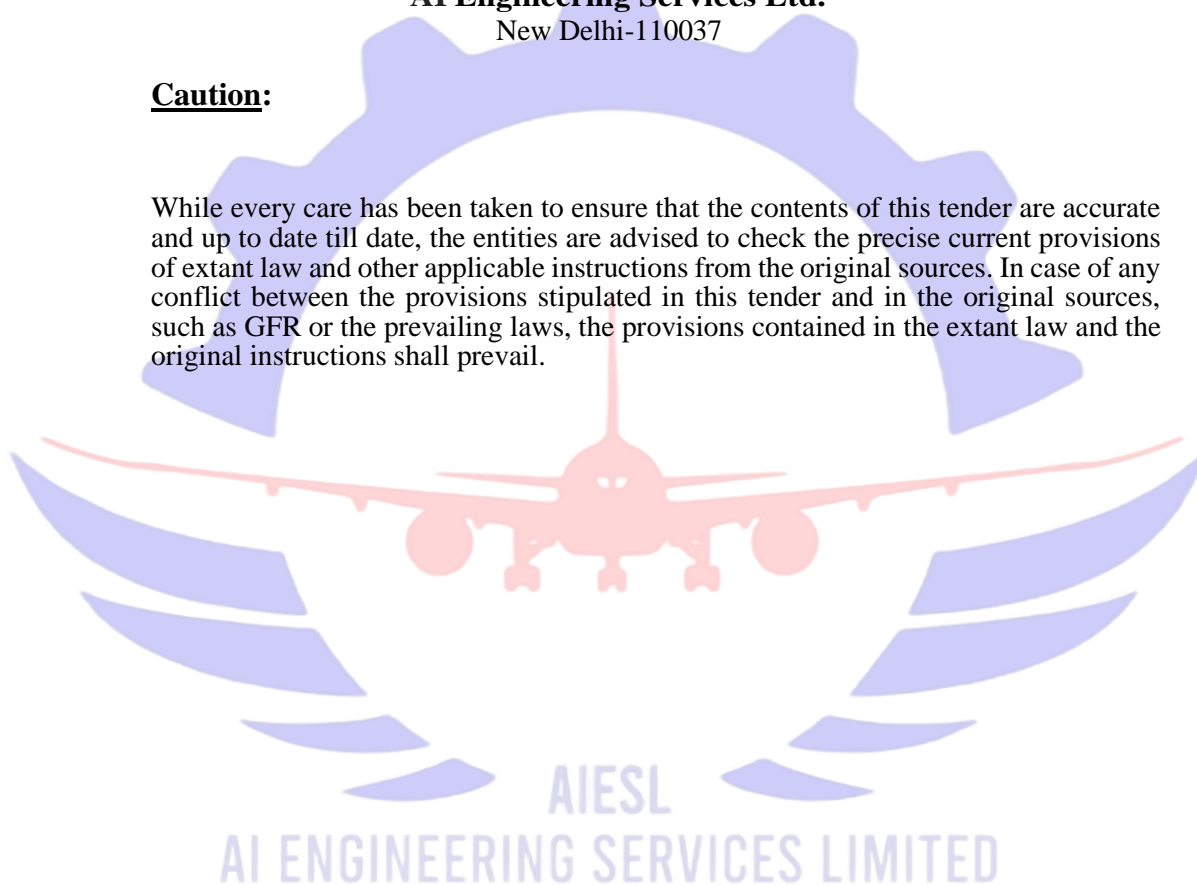 AI Engineering Services Ltd.
New Delhi-110037
Caution:
While every care has been taken to ensure that the contents of this tender are accurate
and up to date till date, the entities are advised to check the precise current provisions
of extant law and other applicable instructions from the original sources. In case of any
conflict between the provisions stipulated in this tender and in the original sources,
such as GFR or the prevailing laws, the provisions contained in the extant law and the
original instructions shall prevail.
AIESL
AI ENGINEERING SERVICES LIMITED